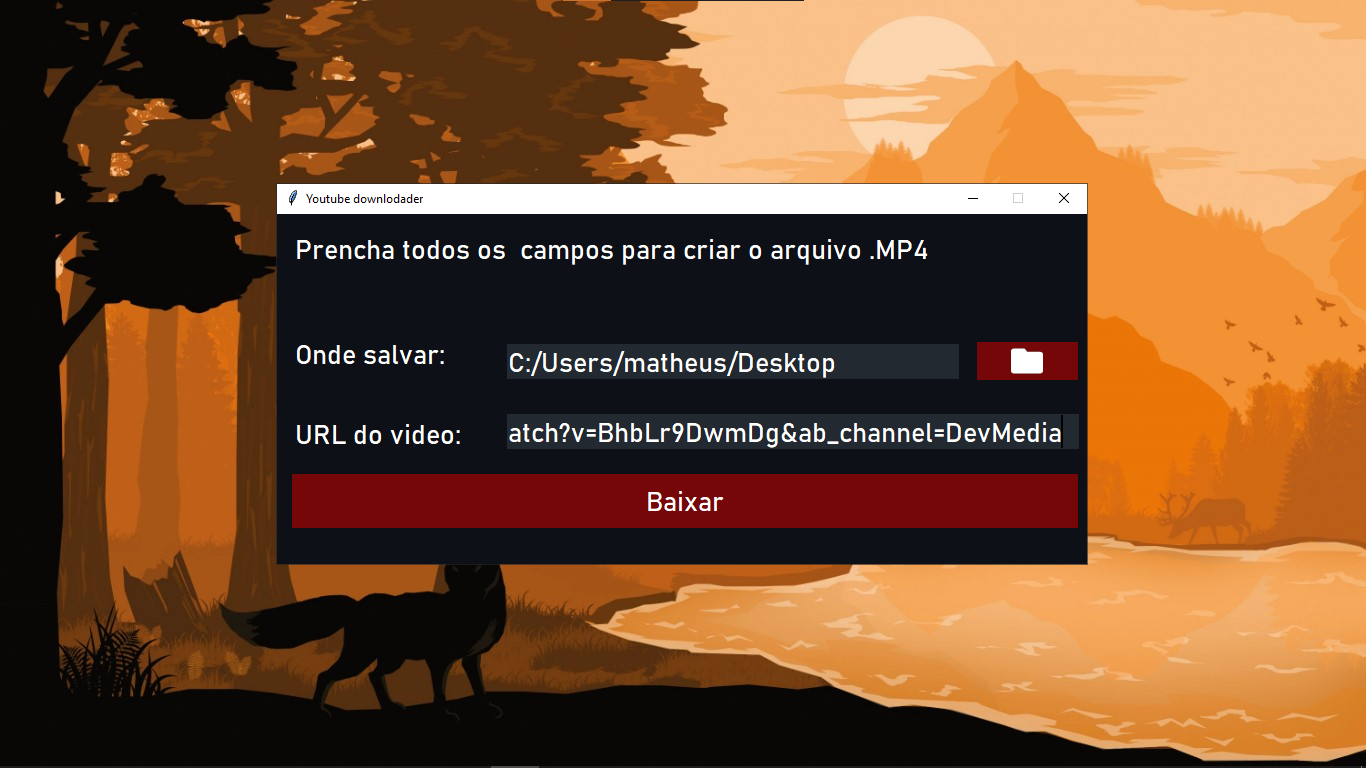 Youtube downlodader
Prencha todos os  campos para criar o arquivo .MP4
Onde salvar:
C:/Users/matheus/Desktop
URL do video:
atch?v=BhbLr9DwmDg&ab_channel=DevMedia
Baixar